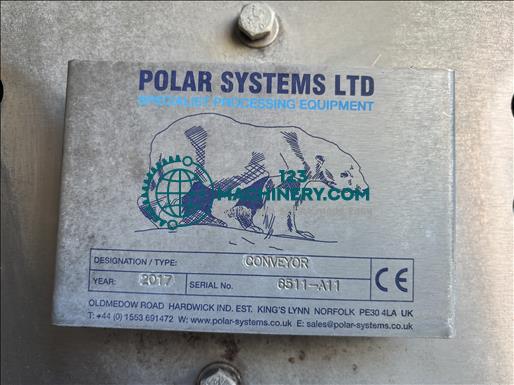 POLAR SYSTEMS LTD
SPECIALIST PROCESSING EQUIPMENT
123
MACHINERY.COM
DESIGNATION / TYPE: CONVEYOR
YEAR: 2017 SERIAL No. 6511-A11 CE
OLDMEDOW ROAD HARDWICK IND. EST. KING'S LYNN NORFOLK PE30 4LA UK
T: +44 (0) 1553 691472 W: www.polar-systems.co.uk E: sales@polar-systems.co.uk